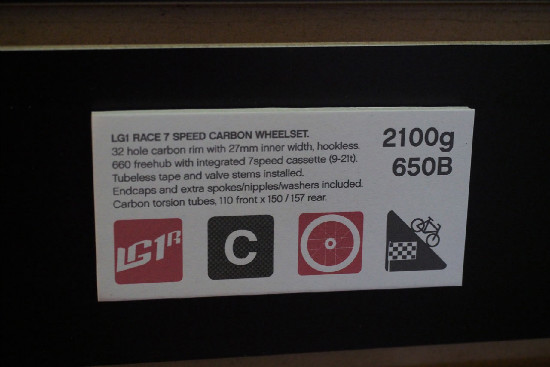 LG1 RACE 7 SPEED CARBON WHEELSET.
32 hole carbon rim with 27mm inner width, hookless.
660 freehub with integrated 7speed cassette (9-21t).
Tubeless tape and valve stems installed.
Endcaps and extra spokes/nipples/washers included.
Carbon torsion tubes, 110 front x 150 / 157 rear.
2100g
650B
LG1R
C